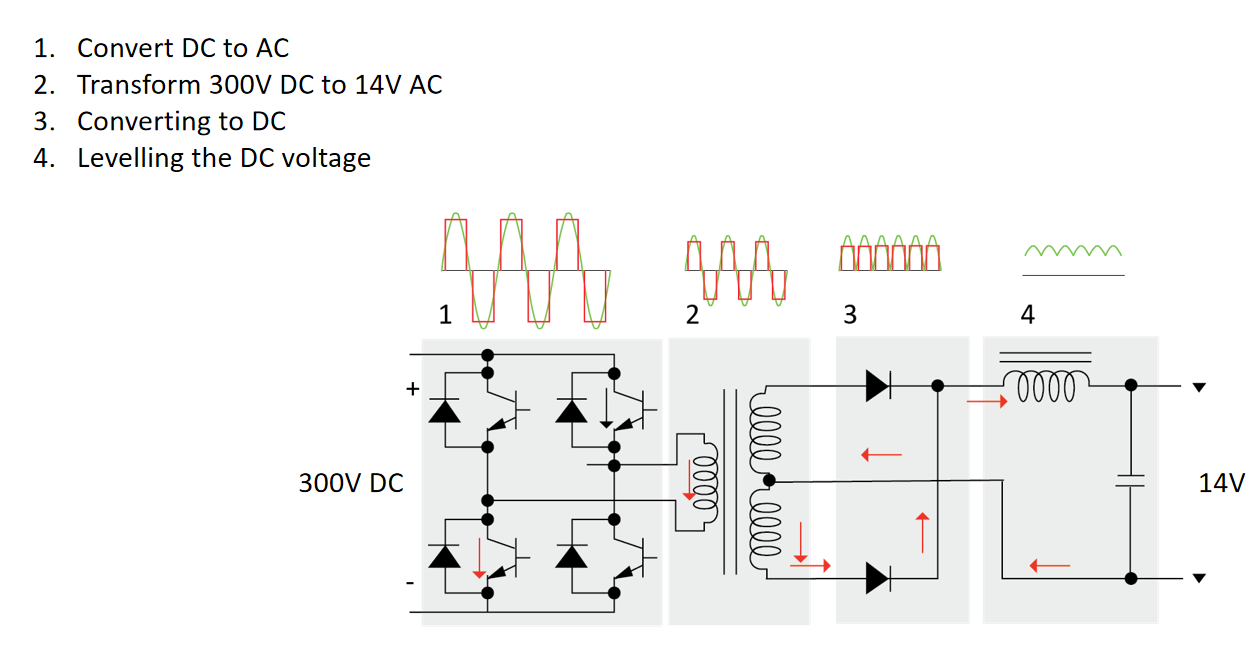 1. Convert DC to AC
2. Transform 300V DC to 14V AC
3. Converting to DC
4. Levelling the DC voltage
1 2 3 4
+
300V DC 14V
-